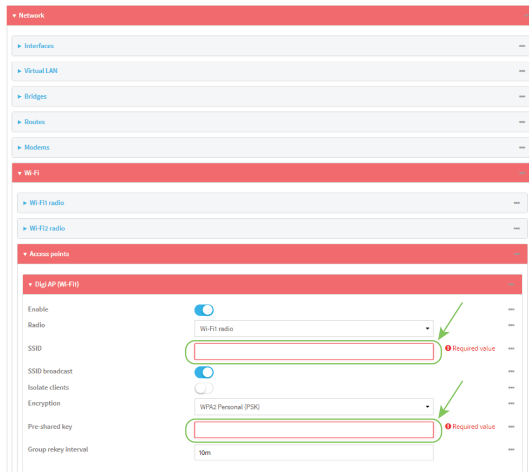 Network
Interfaces
Virtual LAN
Bridges
Routes
Modems
Wi-Fi
Wi-Fi1 radio
Wi-Fi2 radio
Access points
Digi AP (Wi-Fi1)
Enable
Radio Wi-Fi1 radio
SSID Required value
SSID broadcast
Isolate clients
Encryption WPA2 Personal (PSK)
Pre-shared key Required value
Group rekey interval 10m